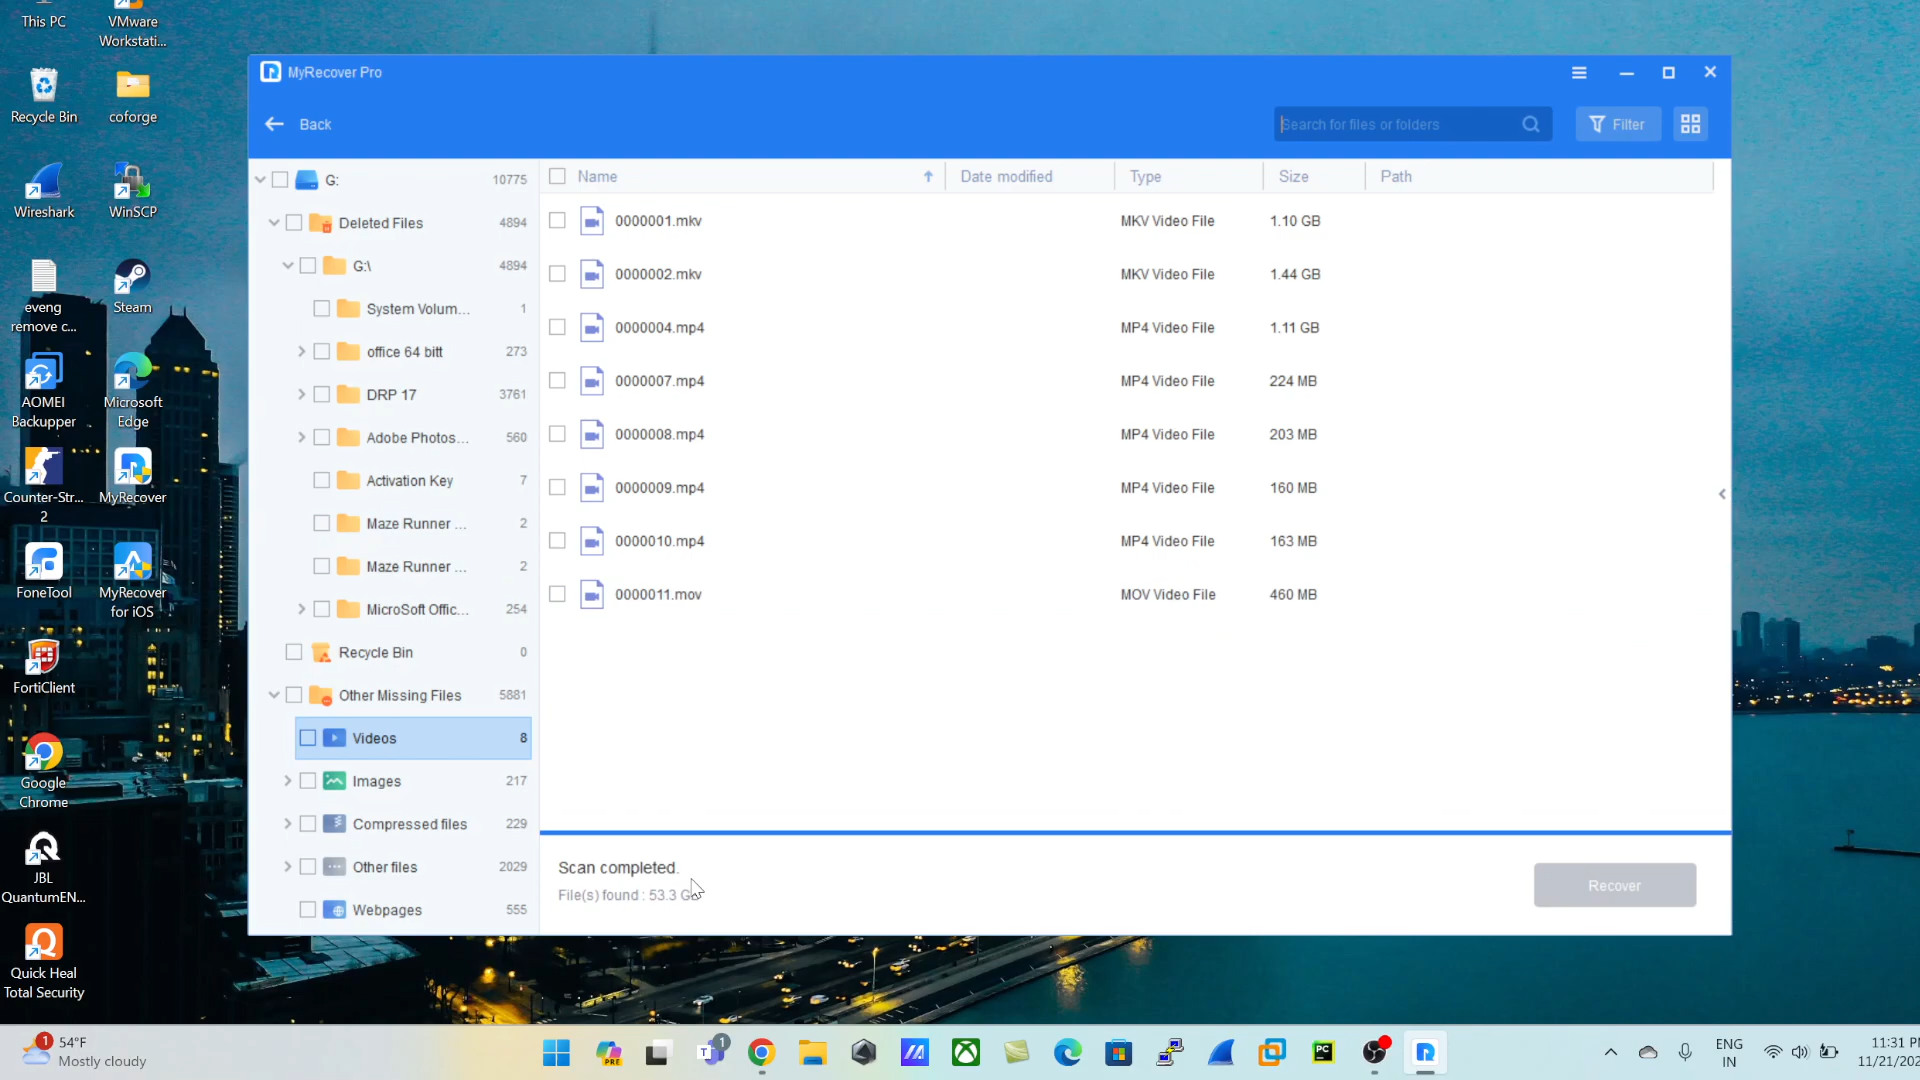 This PC
VMware
Workstati...
Recycle Bin
coforge
Wireshark
WinSCP
eveng
remove c...
Steam
AOMEI
Backupper
Microsoft
Edge
Counter-Str...
2
MyRecover
FoneTool
MyRecover
for iOS
FortiClient
Google
Chrome
JBL
QuantumEN...
Quick Heal
Total Security
MyRecover Pro
Back
Search for files or folders
Filter
G: 10775
Deleted Files 4894
G:\ 4894
System Volum... 1
office 64 bitt 273
DRP 17 3761
Adobe Photos... 560
Activation Key 7
Maze Runner ... 2
Maze Runner ... 2
MicroSoft Offic... 254
Recycle Bin 0
Other Missing Files 5881
Videos 8
Images 217
Compressed files 229
Other files 2029
Webpages 555
Name Date modified Type Size Path
0000001.mkv MKV Video File 1.10 GB
0000002.mkv MKV Video File 1.44 GB
0000004.mp4 MP4 Video File 1.11 GB
0000007.mp4 MP4 Video File 224 MB
0000008.mp4 MP4 Video File 203 MB
0000009.mp4 MP4 Video File 160 MB
0000010.mp4 MP4 Video File 163 MB
0000011.mov MOV Video File 460 MB
Scan completed.
File(s) found : 53.3
Recover
1
54°F
Mostly cloudy
PRE
T
1
PC
ENG
IN
11:31
11/21/202